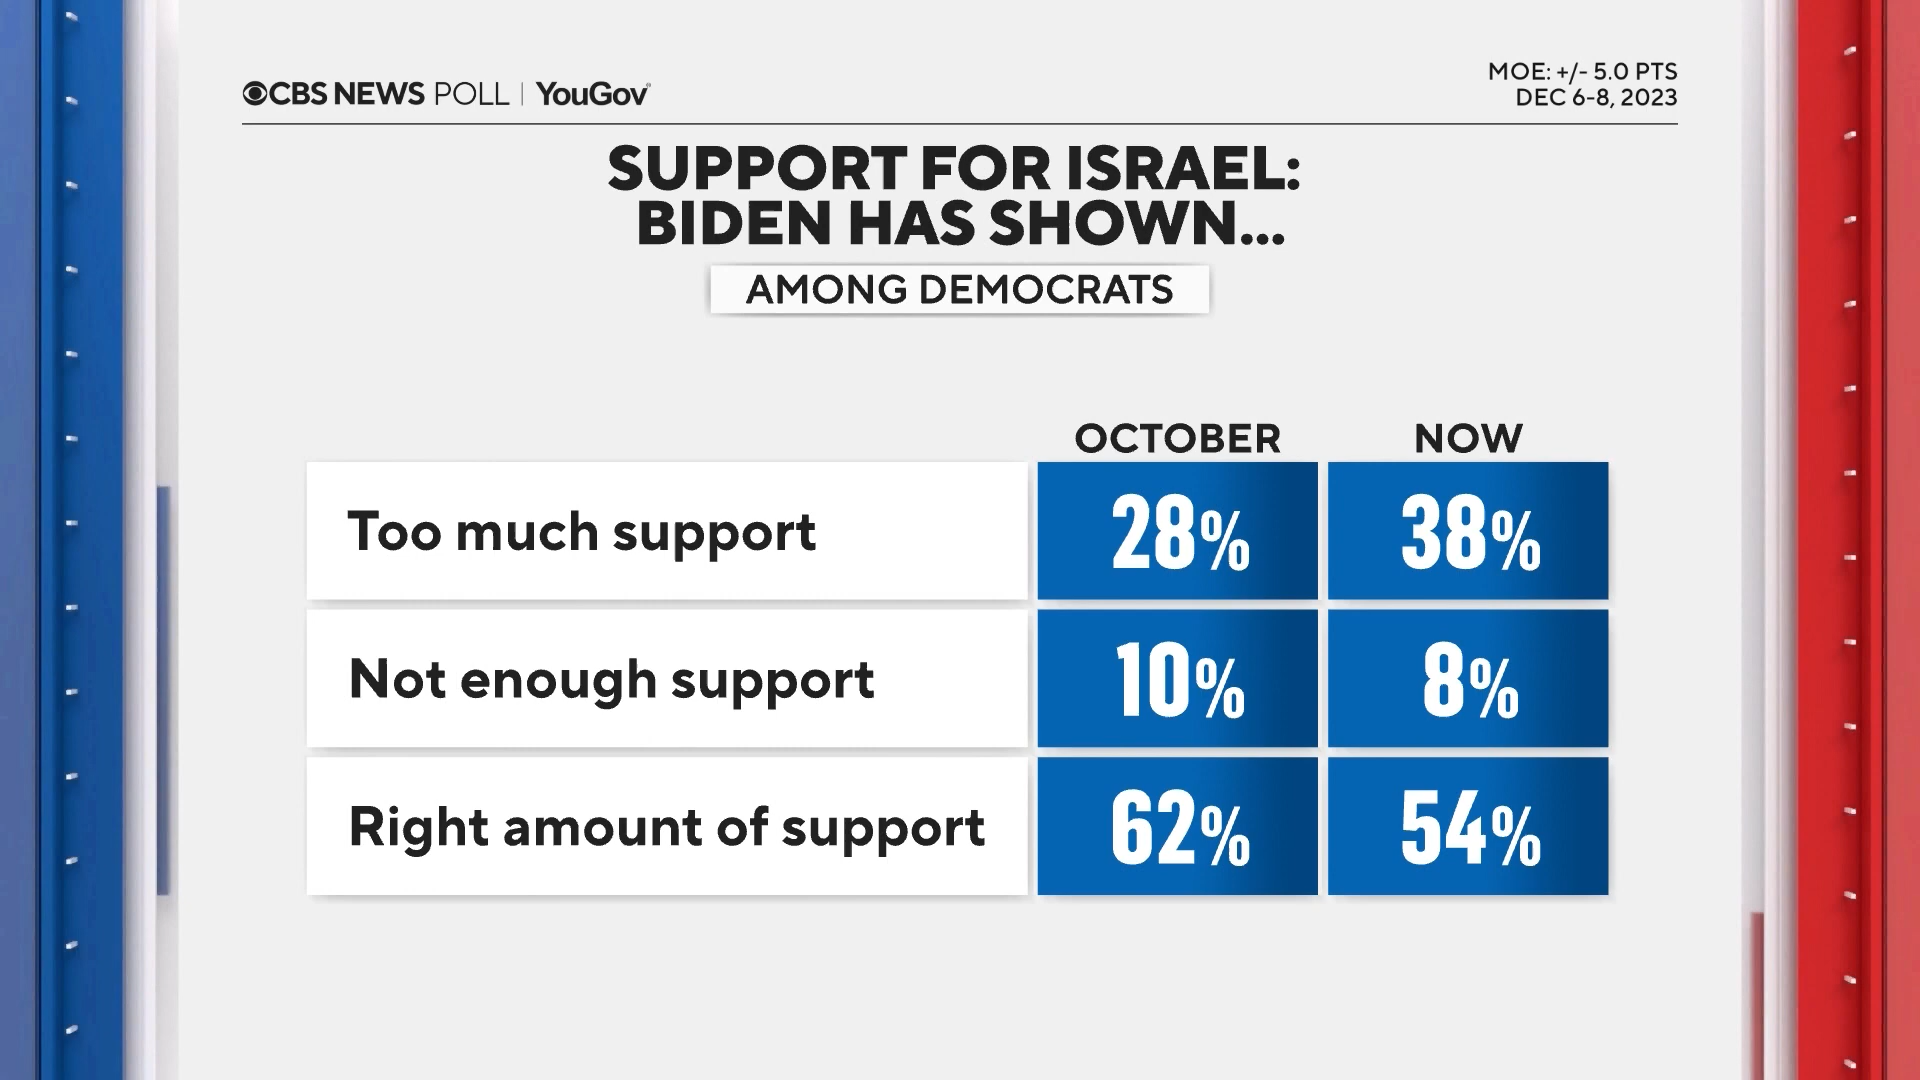 CBS NEWS POLL | YouGov
MOE: +/- 5.0 PTS
DEC 6-8, 2023
SUPPORT FOR ISRAEL:
BIDEN HAS SHOWN...
AMONG DEMOCRATS
OCTOBER NOW
Too much support 28% 38%
Not enough support 10% 8%
Right amount of support 62% 54%